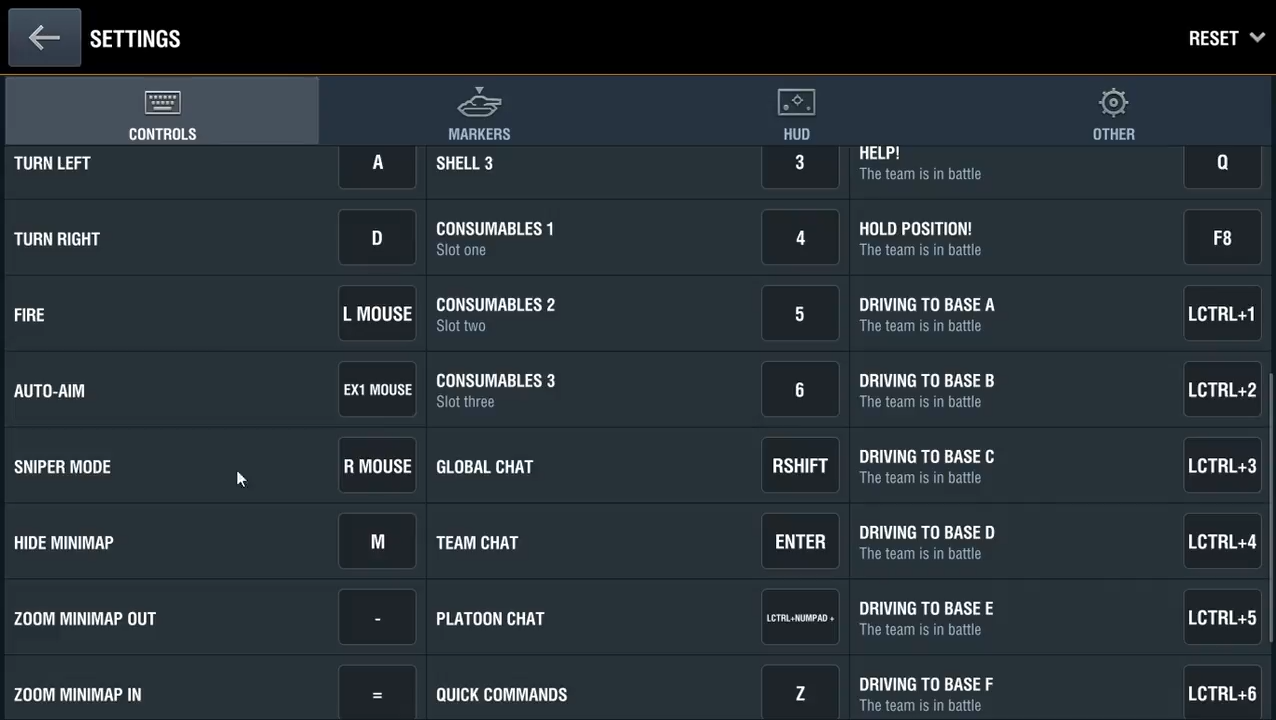 SETTINGS
RESET
CONTROLS
MARKERS
HUD
OTHER
TURN LEFT
A
SHELL 3
3
HELP!
The team is in battle
Q
TURN RIGHT
D
CONSUMABLES 1
Slot one
4
HOLD POSITION!
The team is in battle
F8
FIRE
L MOUSE
CONSUMABLES 2
Slot two
5
DRIVING TO BASE A
The team is in battle
LCTRL+1
AUTO-AIM
EX1 MOUSE
CONSUMABLES 3
Slot three
6
DRIVING TO BASE B
The team is in battle
LCTRL+2
SNIPER MODE
R MOUSE
GLOBAL CHAT
RSHIFT
DRIVING TO BASE C
The team is in battle
LCTRL+3
HIDE MINIMAP
M
TEAM CHAT
ENTER
DRIVING TO BASE D
The team is in battle
LCTRL+4
ZOOM MINIMAP OUT
-
PLATOON CHAT
LCTRL+NUMPAD +
DRIVING TO BASE E
The team is in battle
LCTRL+5
ZOOM MINIMAP IN
=
QUICK COMMANDS
Z
DRIVING TO BASE F
The team is in battle
LCTRL+6